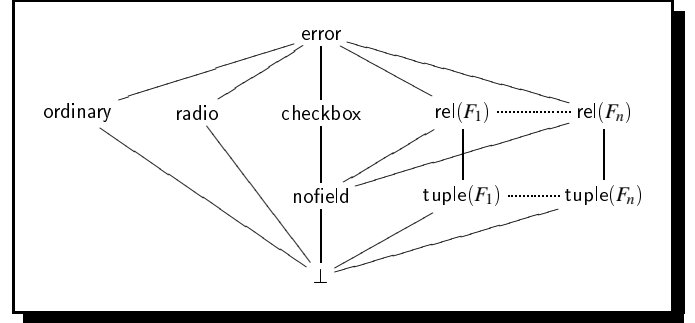 error
ordinary radio checkbox rel(F₁) rel(Fₙ)
nofield tuple(F₁) tuple(Fₙ)
⊥